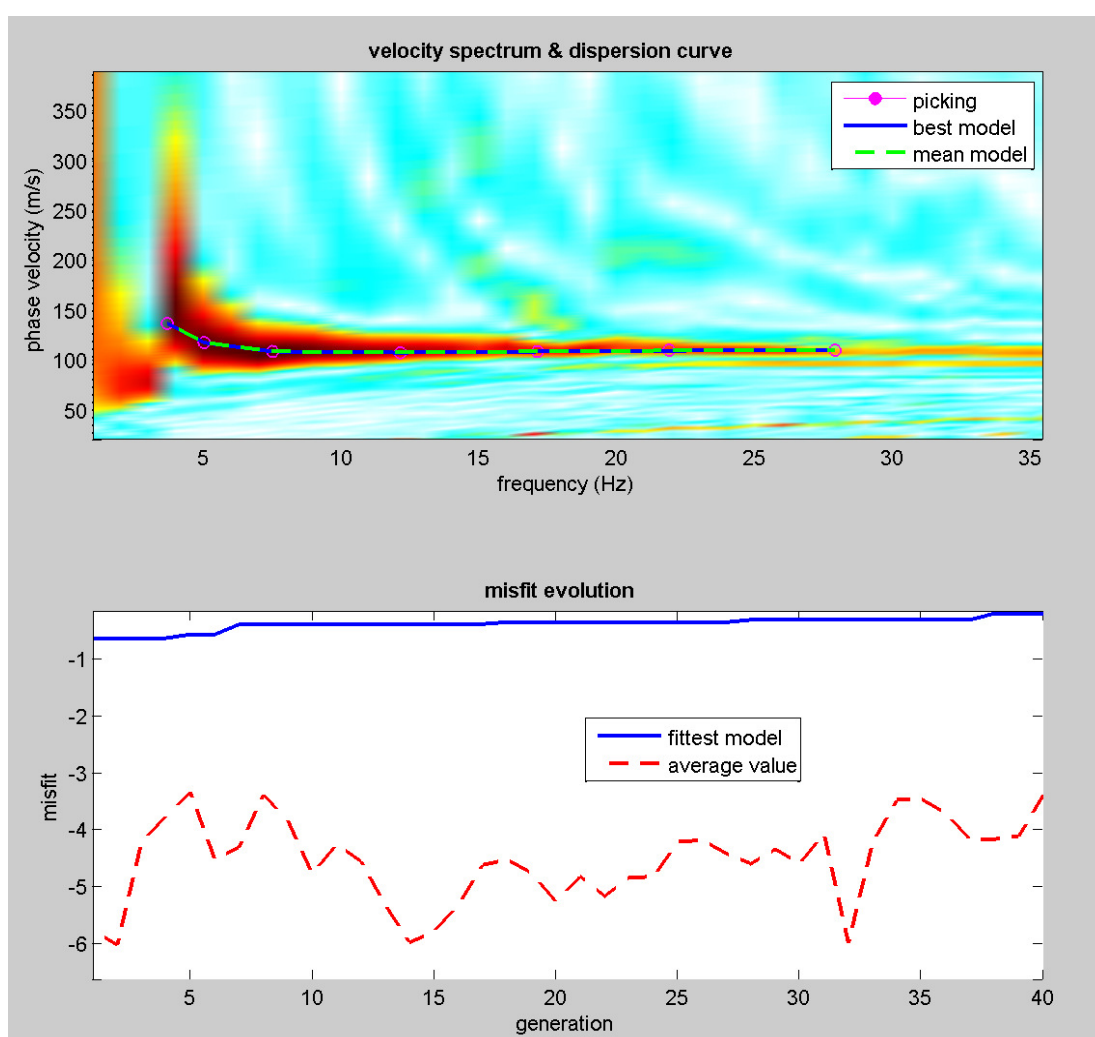 velocity spectrum & dispersion curve
picking
best model
mean model
phase velocity (m/s)
350
300
250
200
150
100
50
5 10 15 20 25 30 35
frequency (Hz)
misfit evolution
fittest model
average value
misfit
-1
-2
-3
-4
-5
-6
5 10 15 20 25 30 35 40
generation